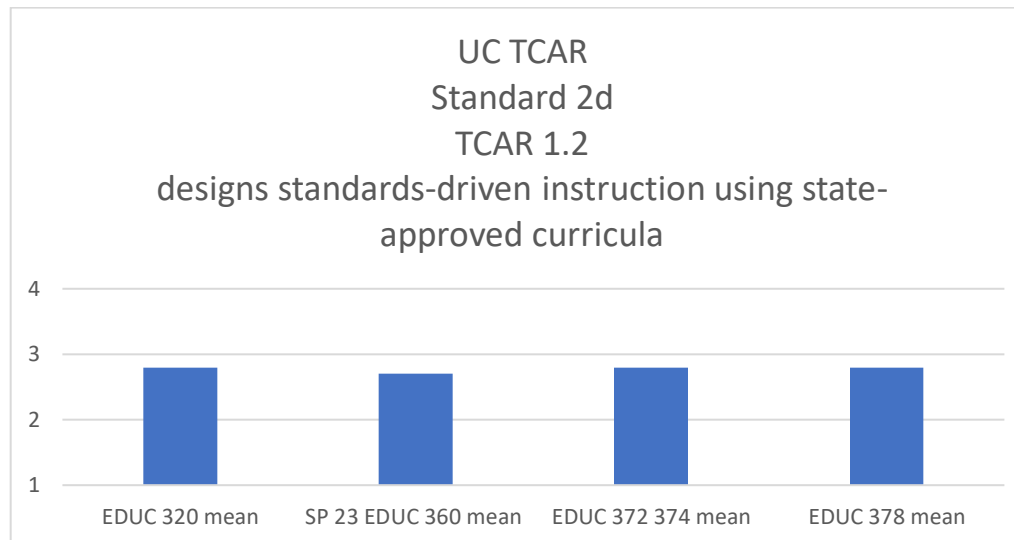 UC TCAR
Standard 2d
TCAR 1.2
designs standards-driven instruction using state-
approved curricula
4
3
2
1
EDUC 320 mean SP 23 EDUC 360 mean EDUC 372 374 mean EDUC 378 mean